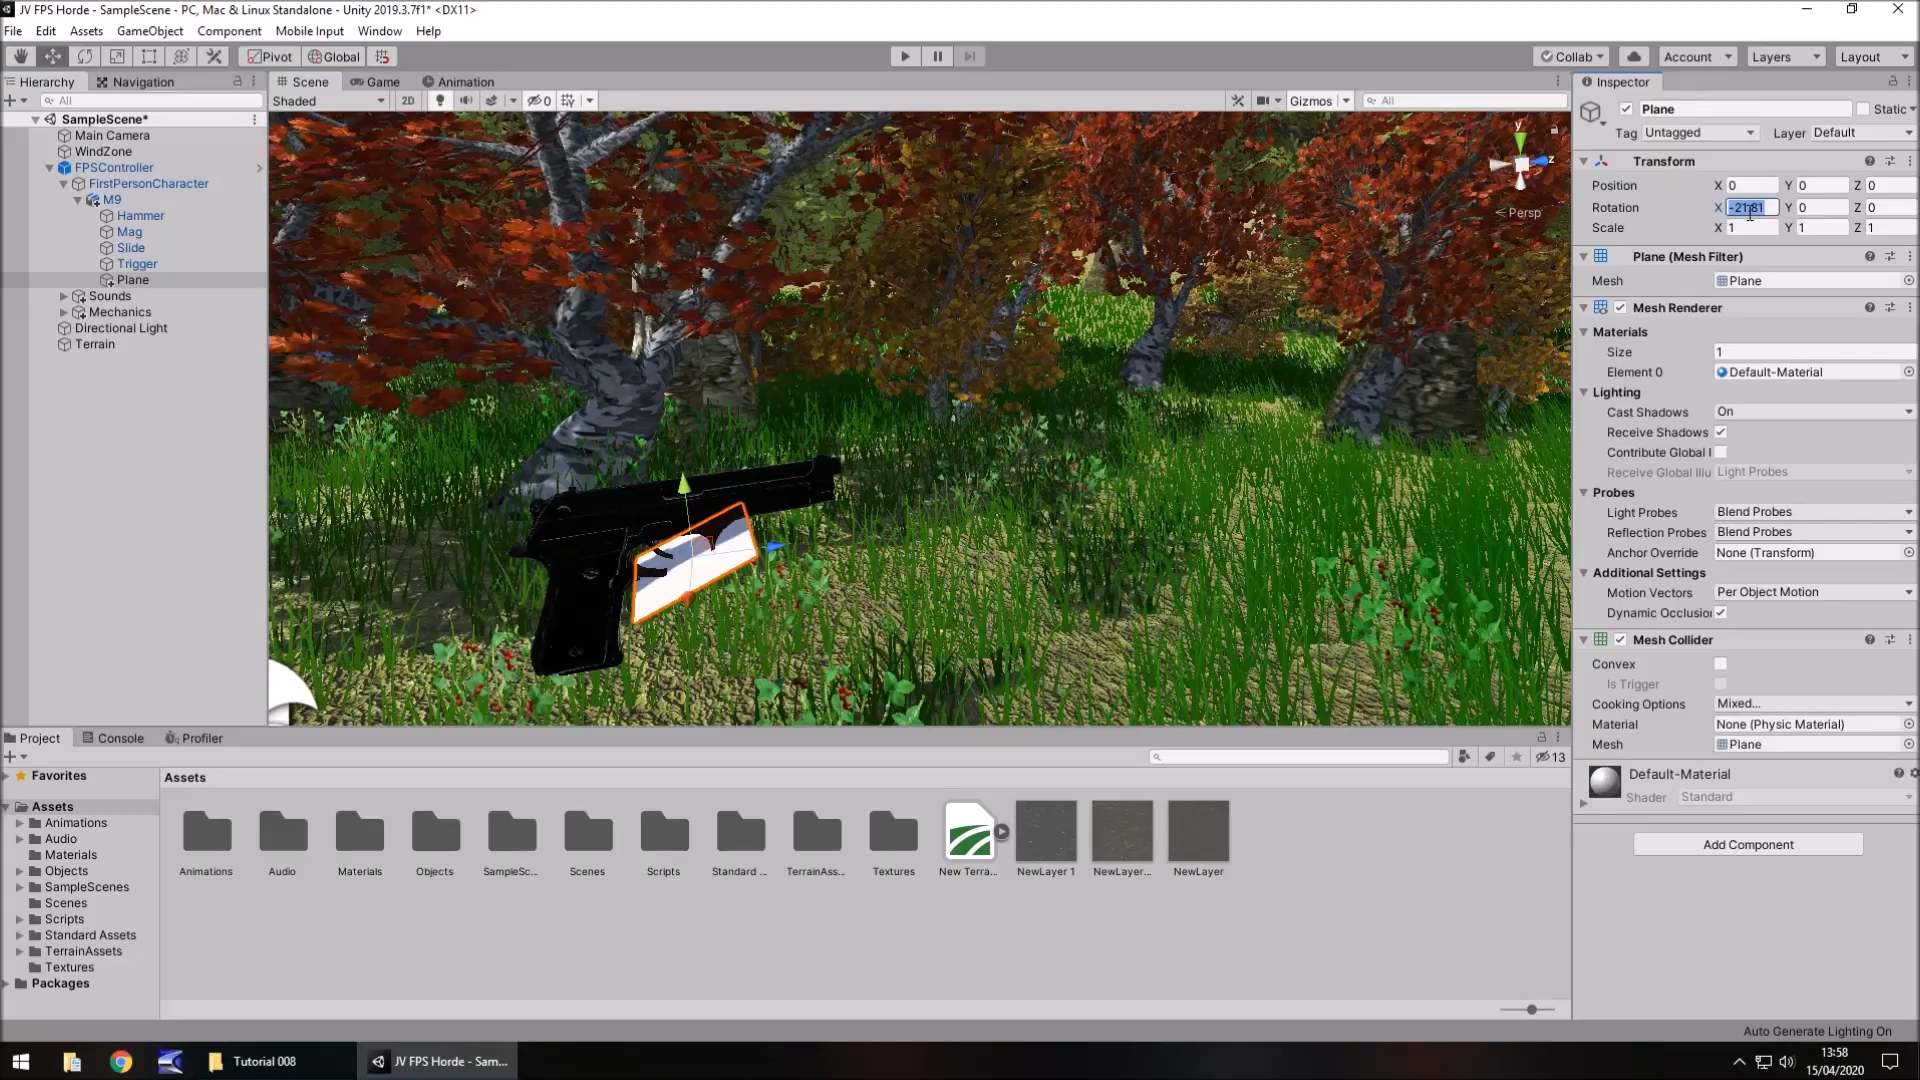 JV FPS Horde - SampleScene - PC, Mac & Linux Standalone - Unity 2019.3.7f1* <DX11>
File Edit Assets GameObject Component Mobile Input Window Help
Pivot Global Collab Account Layers Layout
Hierarchy Navigation Scene Game Animation Inspector
All Shaded 2D 0 Gizmos All
Plane Static
Tag Untagged Layer Default
SampleScene*
Main Camera
WindZone
FPSController
FirstPersonCharacter
M9
Hammer
Mag
Slide
Trigger
Plane
Sounds
Mechanics
Directional Light
Terrain
y
z
< Persp
Transform
Position X 0 Y 0 Z 0
Rotation X -21.81 Y 0 Z 0
Scale X 1 Y 1 Z 1
Plane (Mesh Filter)
Mesh Plane
Mesh Renderer
Materials
Size 1
Element 0 Default-Material
Lighting
Cast Shadows On
Receive Shadows
Contribute Global I
Receive Global Illu Light Probes
Probes
Light Probes Blend Probes
Reflection Probes Blend Probes
Anchor Override None (Transform)
Additional Settings
Motion Vectors Per Object Motion
Dynamic Occlusio
Mesh Collider
Convex
Is Trigger
Cooking Options Mixed...
Material None (Physic Material)
Mesh Plane
Default-Material
Shader Standard
Add Component
Project Console Profiler
13
Favorites
Assets
Animations
Audio
Materials
Objects
SampleScenes
Scenes
Scripts
Standard Assets
TerrainAssets
Textures
Packages
Assets
Animations Audio Materials Objects SampleSc... Scenes Scripts Standard ... TerrainAss... Textures New Terra... NewLayer 1 NewLayer... NewLayer
Auto Generate Lighting On
Tutorial 008
JV FPS Horde - Sam...
13:58
15/04/2020